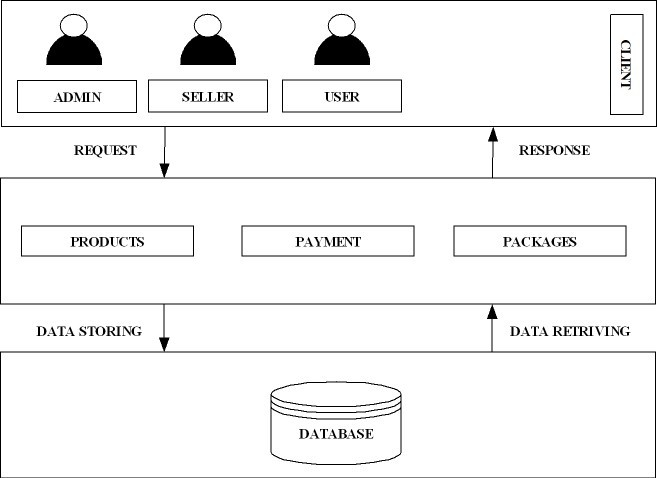 ADMIN
SELLER
USER
CLIENT
REQUEST
RESPONSE
PRODUCTS
PAYMENT
PACKAGES
DATA STORING
DATA RETRIVING
DATABASE